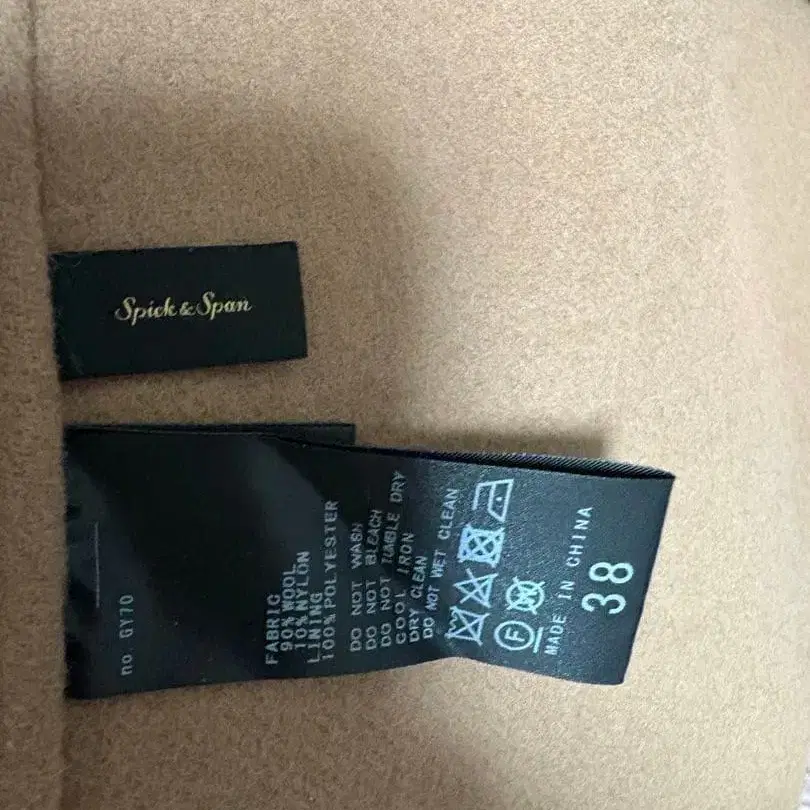 Spick & Span
no GY70
FABRIC
90% WOOL
10% NYLON
LINING
100% POLYESTER
DO NOT WASH
DO NOT BLEACH
DO NOT TUMBLE DRY
COOL IRON
DRY CLEAN
DO NOT WET CLEAN
F
MADE IN CHINA
38